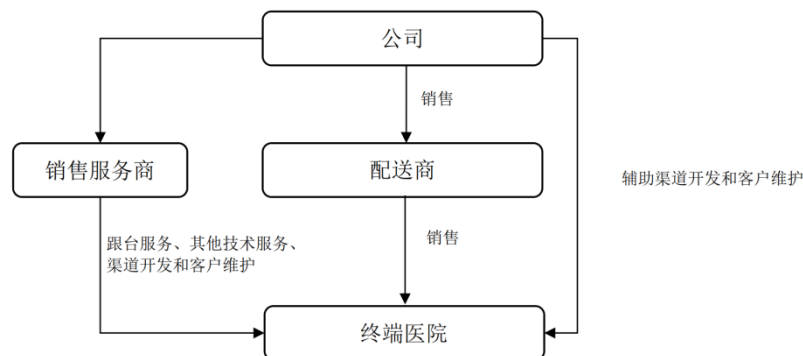 公司
销售
销售服务商
配送商
辅助渠道开发和客户维护
跟台服务、其他技术服务、
渠道开发和客户维护
销售
终端医院